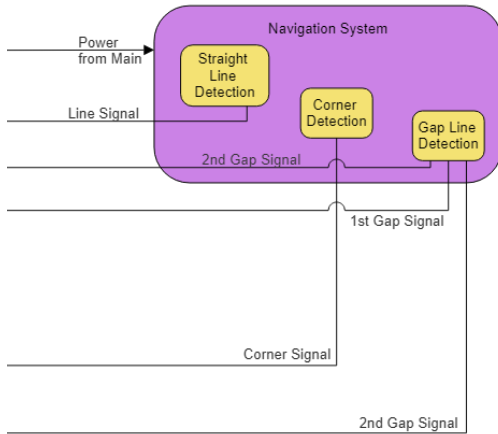 Navigation System
Power
from Main
Straight
Line
Detection
Corner
Detection
Line Signal
Gap Line
Detection
2nd Gap Signal
1st Gap Signal
Corner Signal
2nd Gap Signal